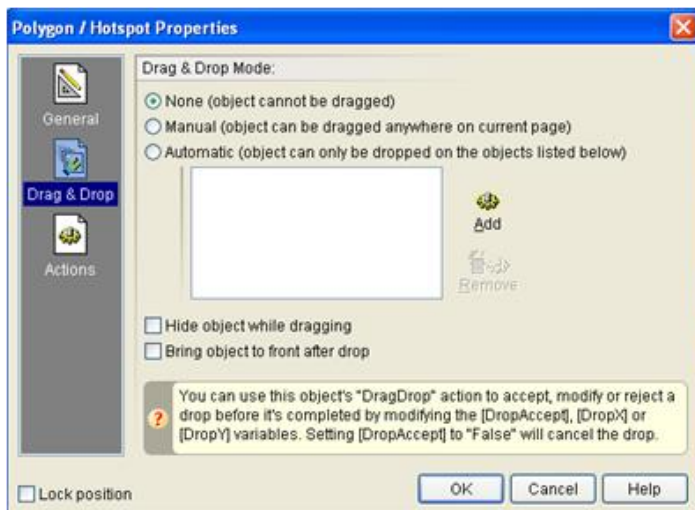 Polygon / Hotspot Properties
General
Drag & Drop
Actions
Drag & Drop Mode:
None (object cannot be dragged)
Manual (object can be dragged anywhere on current page)
Automatic (object can only be dropped on the objects listed below)
Add
Remove
Hide object while dragging
Bring object to front after drop
?
You can use this object's "DragDrop" action to accept, modify or reject a
drop before it's completed by modifying the [DropAccept], [DropX] or
[DropY] variables. Setting [DropAccept] to "False" will cancel the drop.
Lock position
OK
Cancel
Help